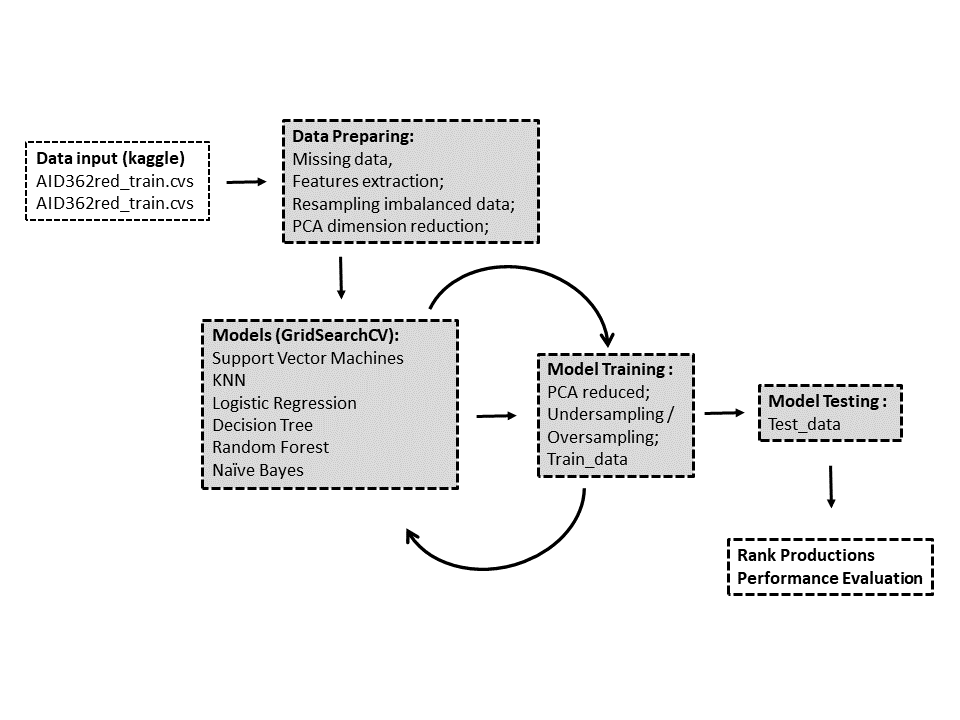 Data input (kaggle)
AID362red_train.cvs
AID362red_train.cvs
Data Preparing:
Missing data,
Features extraction;
Resampling imbalanced data;
PCA dimension reduction;
Models (GridSearchCV):
Support Vector Machines
KNN
Logistic Regression
Decision Tree
Random Forest
Naïve Bayes
Model Training :
PCA reduced;
Undersampling /
Oversampling;
Train_data
Model Testing :
Test_data
Rank Productions
Performance Evaluation